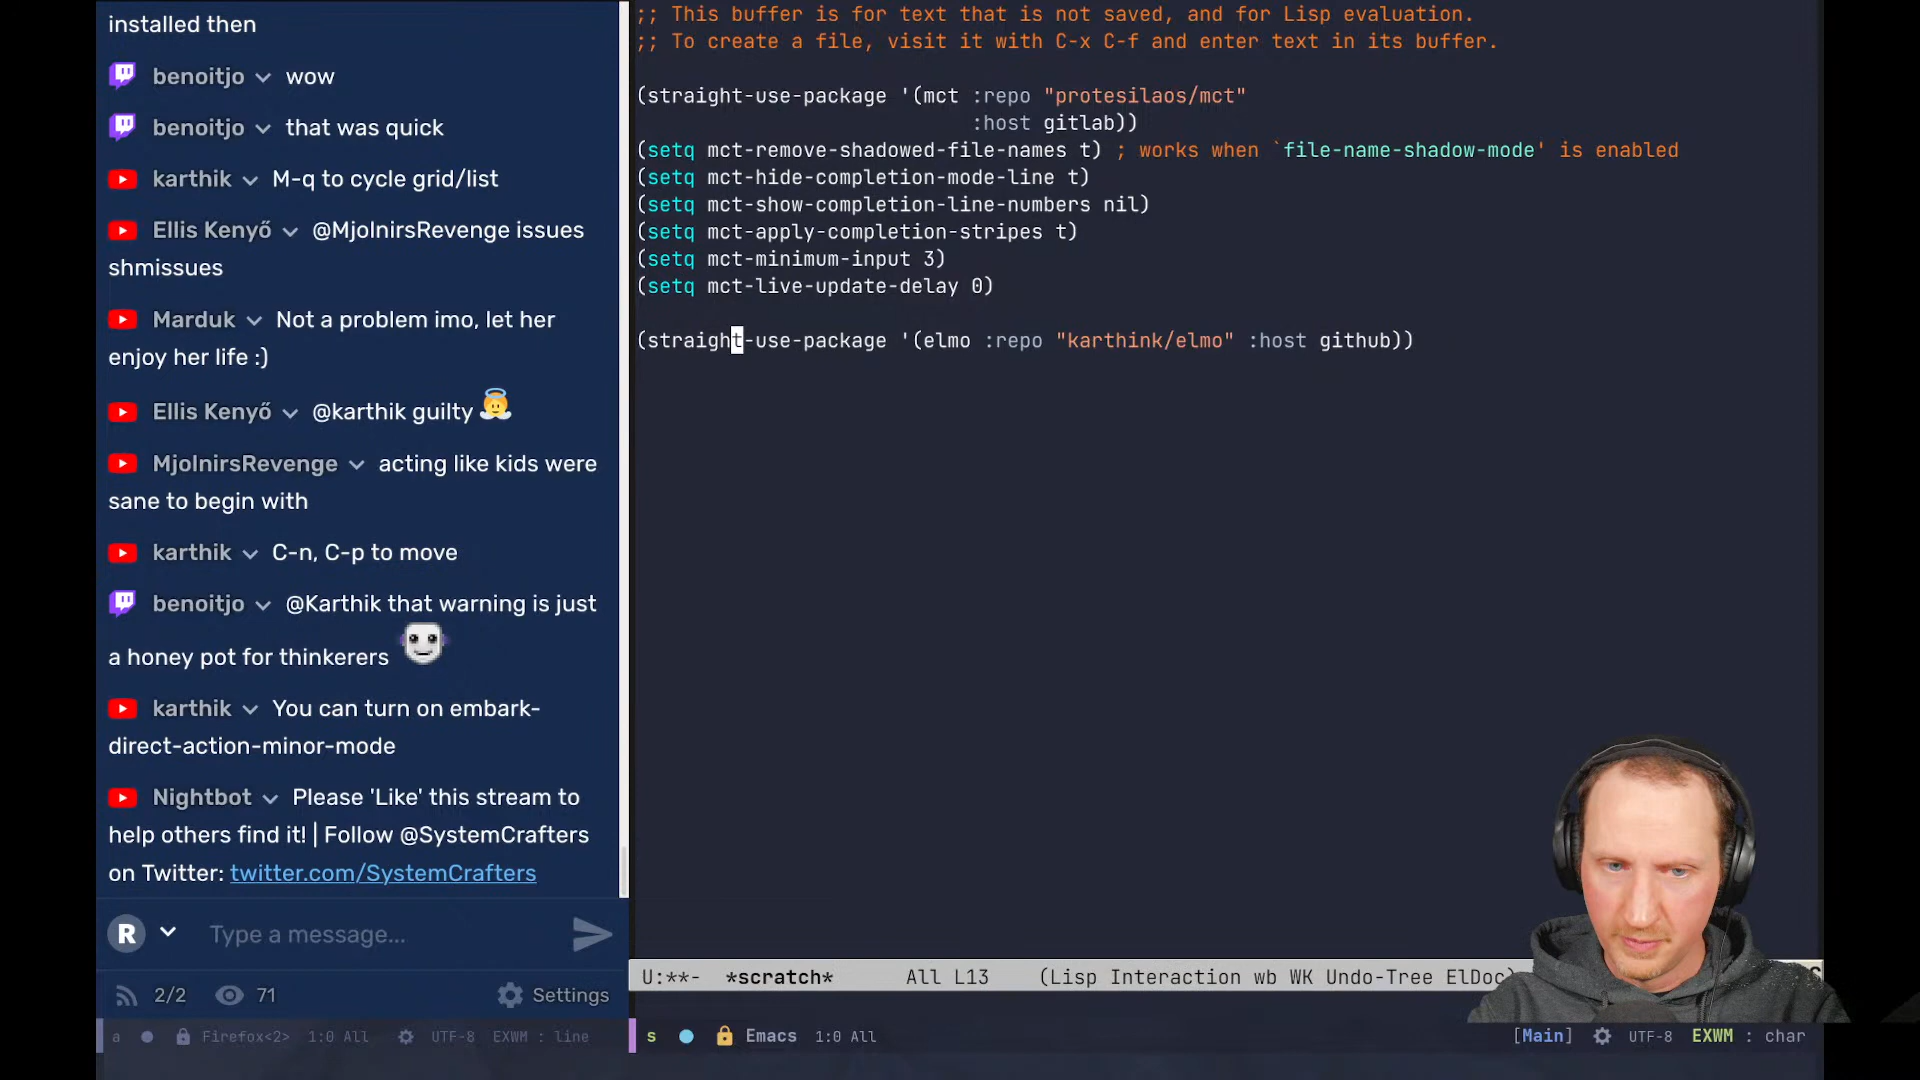 installed then
benoitjo wow
benoitjo that was quick
karthik M-q to cycle grid/list
Ellis Kenyő @MjolnirsRevenge issues
shmissues
Marduk Not a problem imo, let her
enjoy her life :)
Ellis Kenyő @karthik guilty
MjolnirsRevenge acting like kids were
sane to begin with
karthik C-n, C-p to move
benoitjo @Karthik that warning is just
a honey pot for thinkerers
karthik You can turn on embark-
direct-action-minor-mode
Nightbot Please 'Like' this stream to
help others find it! | Follow @SystemCrafters
on Twitter: twitter.com/SystemCrafters
R Type a message...
2/2 71 Settings
a Firefox<2> 1:0 All UTF-8 EXWM : line
;; This buffer is for text that is not saved, and for Lisp evaluation.
;; To create a file, visit it with C-x C-f and enter text in its buffer.
(straight-use-package '(mct :repo "protesilaos/mct"
:host gitlab))
(setq mct-remove-shadowed-file-names t) ; works when `file-name-shadow-mode' is enabled
(setq mct-hide-completion-mode-line t)
(setq mct-show-completion-line-numbers nil)
(setq mct-apply-completion-stripes t)
(setq mct-minimum-input 3)
(setq mct-live-update-delay 0)
(straight-use-package '(elmo :repo "karthink/elmo" :host github))
U:**- *scratch* All L13 (Lisp Interaction wb WK Undo-Tree ElDoc)
s Emacs 1:0 All [Main] UTF-8 EXWM : char